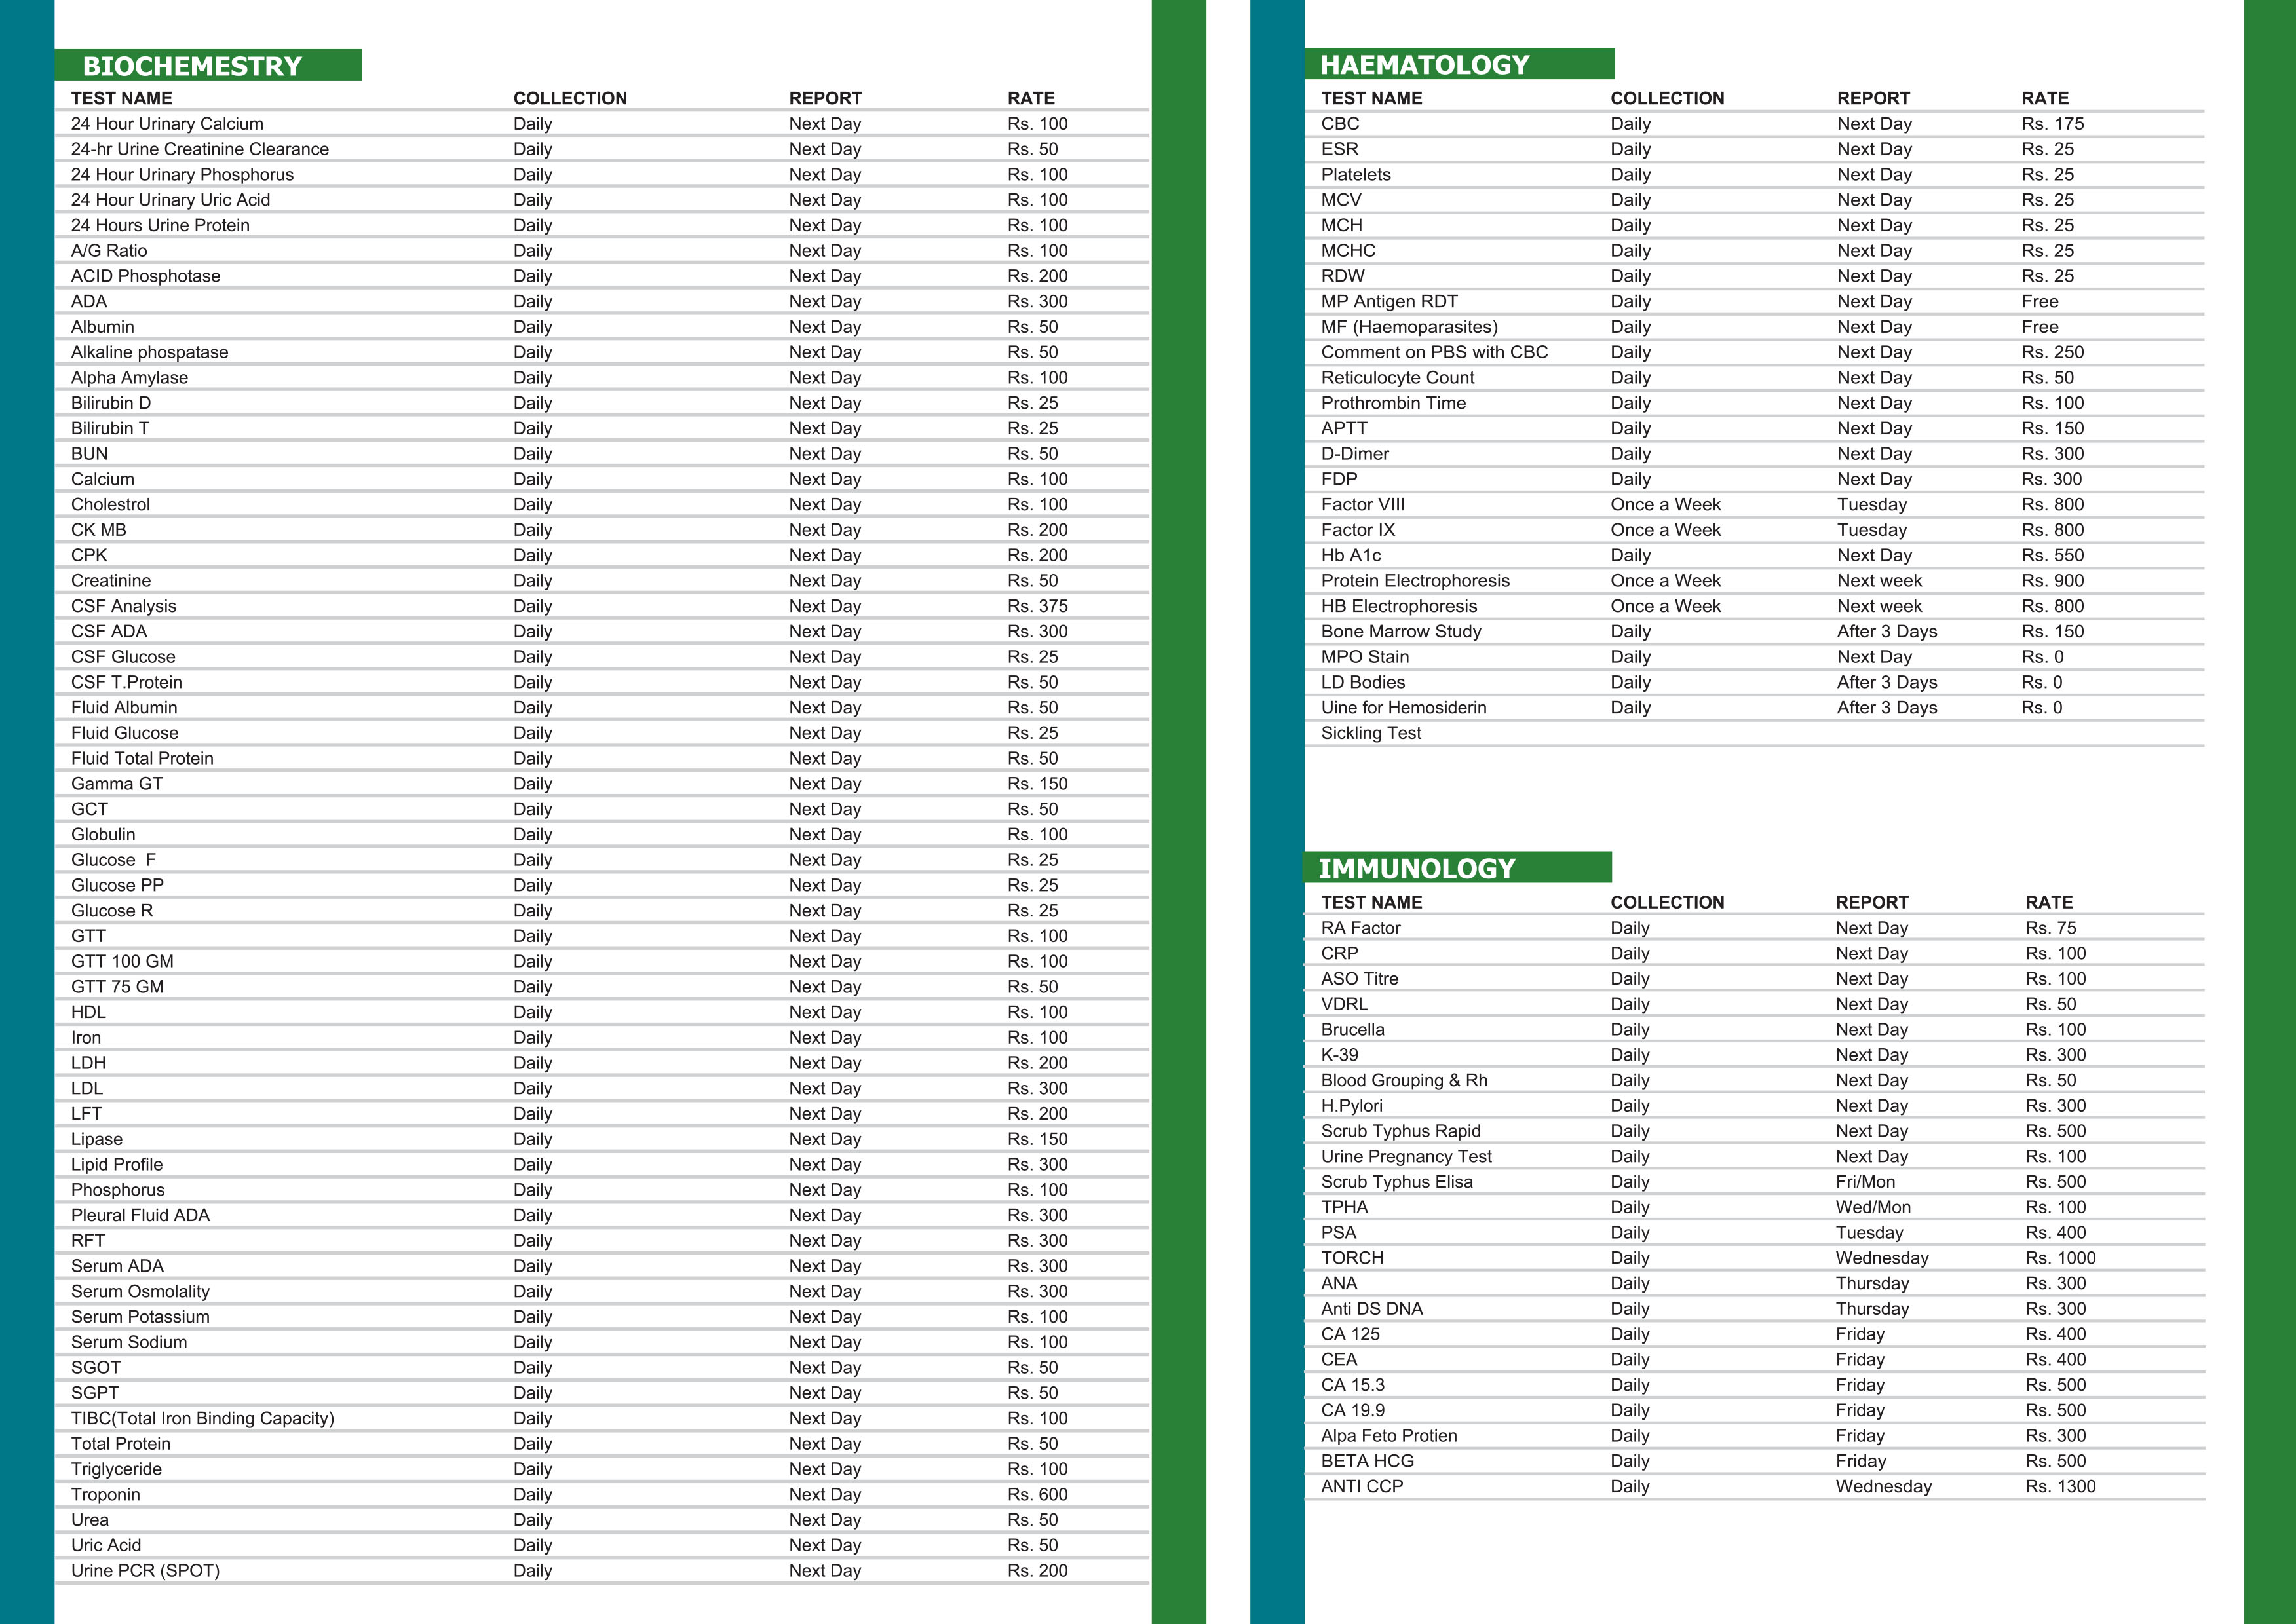 BIOCHEMESTRY
TEST NAME COLLECTION REPORT RATE
24 Hour Urinary Calcium Daily Next Day Rs. 100
24-hr Urine Creatinine Clearance Daily Next Day Rs. 50
24 Hour Urinary Phosphorus Daily Next Day Rs. 100
24 Hour Urinary Uric Acid Daily Next Day Rs. 100
24 Hours Urine Protein Daily Next Day Rs. 100
A/G Ratio Daily Next Day Rs. 100
ACID Phosphotase Daily Next Day Rs. 200
ADA Daily Next Day Rs. 300
Albumin Daily Next Day Rs. 50
Alkaline phospatase Daily Next Day Rs. 50
Alpha Amylase Daily Next Day Rs. 100
Bilirubin D Daily Next Day Rs. 25
Bilirubin T Daily Next Day Rs. 25
BUN Daily Next Day Rs. 50
Calcium Daily Next Day Rs. 100
Cholestrol Daily Next Day Rs. 100
CK MB Daily Next Day Rs. 200
CPK Daily Next Day Rs. 200
Creatinine Daily Next Day Rs. 50
CSF Analysis Daily Next Day Rs. 375
CSF ADA Daily Next Day Rs. 300
CSF Glucose Daily Next Day Rs. 25
CSF T.Protein Daily Next Day Rs. 50
Fluid Albumin Daily Next Day Rs. 50
Fluid Glucose Daily Next Day Rs. 25
Fluid Total Protein Daily Next Day Rs. 50
Gamma GT Daily Next Day Rs. 150
GCT Daily Next Day Rs. 50
Globulin Daily Next Day Rs. 100
Glucose F Daily Next Day Rs. 25
Glucose PP Daily Next Day Rs. 25
Glucose R Daily Next Day Rs. 25
GTT Daily Next Day Rs. 100
GTT 100 GM Daily Next Day Rs. 100
GTT 75 GM Daily Next Day Rs. 50
HDL Daily Next Day Rs. 100
Iron Daily Next Day Rs. 100
LDH Daily Next Day Rs. 200
LDL Daily Next Day Rs. 300
LFT Daily Next Day Rs. 200
Lipase Daily Next Day Rs. 150
Lipid Profile Daily Next Day Rs. 300
Phosphorus Daily Next Day Rs. 100
Pleural Fluid ADA Daily Next Day Rs. 300
RFT Daily Next Day Rs. 300
Serum ADA Daily Next Day Rs. 300
Serum Osmolality Daily Next Day Rs. 300
Serum Potassium Daily Next Day Rs. 100
Serum Sodium Daily Next Day Rs. 100
SGOT Daily Next Day Rs. 50
SGPT Daily Next Day Rs. 50
TIBC(Total Iron Binding Capacity) Daily Next Day Rs. 100
Total Protein Daily Next Day Rs. 50
Triglyceride Daily Next Day Rs. 100
Troponin Daily Next Day Rs. 600
Urea Daily Next Day Rs. 50
Uric Acid Daily Next Day Rs. 50
Urine PCR (SPOT) Daily Next Day Rs. 200
HAEMATOLOGY
TEST NAME COLLECTION REPORT RATE
CBC Daily Next Day Rs. 175
ESR Daily Next Day Rs. 25
Platelets Daily Next Day Rs. 25
MCV Daily Next Day Rs. 25
MCH Daily Next Day Rs. 25
MCHC Daily Next Day Rs. 25
RDW Daily Next Day Rs. 25
MP Antigen RDT Daily Next Day Free
MF (Haemoparasites) Daily Next Day Free
Comment on PBS with CBC Daily Next Day Rs. 250
Reticulocyte Count Daily Next Day Rs. 50
Prothrombin Time Daily Next Day Rs. 100
APTT Daily Next Day Rs. 150
D-Dimer Daily Next Day Rs. 300
FDP Daily Next Day Rs. 300
Factor VIII Once a Week Tuesday Rs. 800
Factor IX Once a Week Tuesday Rs. 800
Hb A1c Daily Next Day Rs. 550
Protein Electrophoresis Once a Week Next week Rs. 900
HB Electrophoresis Once a Week Next week Rs. 800
Bone Marrow Study Daily After 3 Days Rs. 150
MPO Stain Daily Next Day Rs. 0
LD Bodies Daily After 3 Days Rs. 0
Uine for Hemosiderin Daily After 3 Days Rs. 0
Sickling Test
IMMUNOLOGY
TEST NAME COLLECTION REPORT RATE
RA Factor Daily Next Day Rs. 75
CRP Daily Next Day Rs. 100
ASO Titre Daily Next Day Rs. 100
VDRL Daily Next Day Rs. 50
Brucella Daily Next Day Rs. 100
K-39 Daily Next Day Rs. 300
Blood Grouping & Rh Daily Next Day Rs. 50
H.Pylori Daily Next Day Rs. 300
Scrub Typhus Rapid Daily Next Day Rs. 500
Urine Pregnancy Test Daily Next Day Rs. 100
Scrub Typhus Elisa Daily Fri/Mon Rs. 500
TPHA Daily Wed/Mon Rs. 100
PSA Daily Tuesday Rs. 400
TORCH Daily Wednesday Rs. 1000
ANA Daily Thursday Rs. 300
Anti DS DNA Daily Thursday Rs. 300
CA 125 Daily Friday Rs. 400
CEA Daily Friday Rs. 400
CA 15.3 Daily Friday Rs. 500
CA 19.9 Daily Friday Rs. 500
Alpa Feto Protien Daily Friday Rs. 300
BETA HCG Daily Friday Rs. 500
ANTI CCP Daily Wednesday Rs. 1300